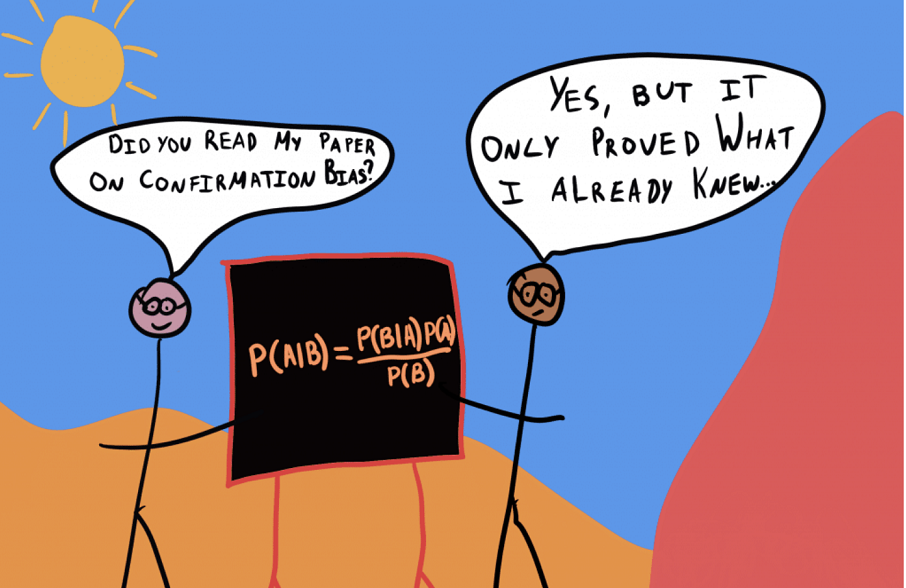 DID YOU READ MY PAPER
ON CONFIRMATION BIAS?
YES, BUT IT
ONLY PROVED WHAT
I ALREADY KNEW...
P(A|B) = P(B|A)P(A)
P(B)